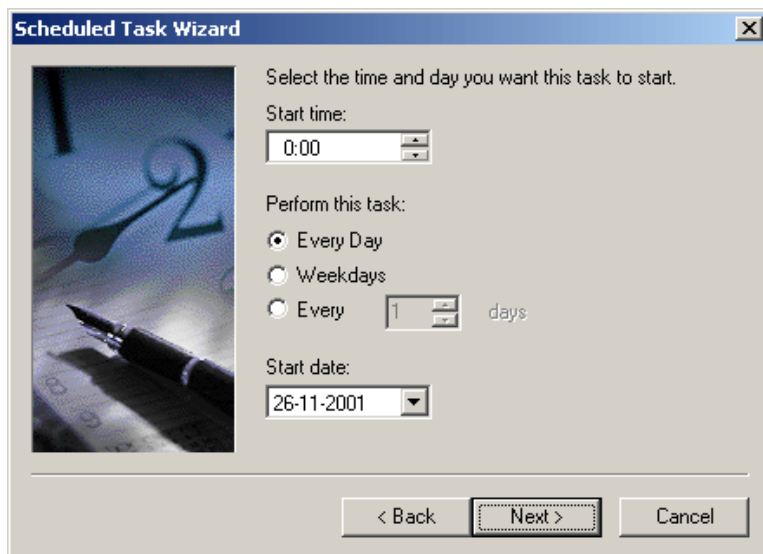 Scheduled Task Wizard
Select the time and day you want this task to start.
Start time:
0:00
Perform this task:
Every Day
Weekdays
Every 1 days
Start date:
26-11-2001
< Back Next > Cancel